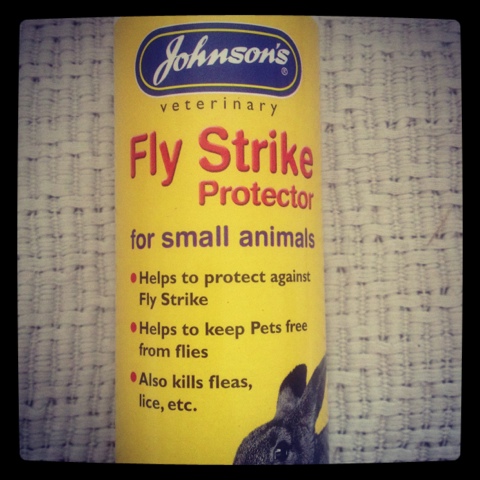 Johnson's®
veterinary
Fly Strike
Protector
for small animals
•Helps to protect against
Fly Strike
•Helps to keep Pets free
from flies
•Also kills fleas,
lice, etc.